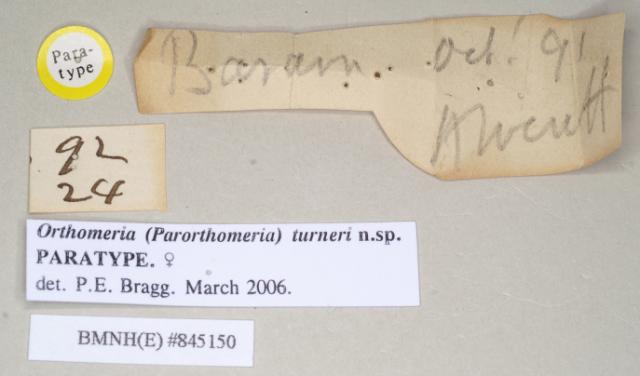 Para-
type
Baram. Oct. '91
A Everett
92
24
Orthomeria (Parorthomeria) turneri n.sp.
PARATYPE. ♀
det. P.E. Bragg. March 2006.
BMNH(E) #845150